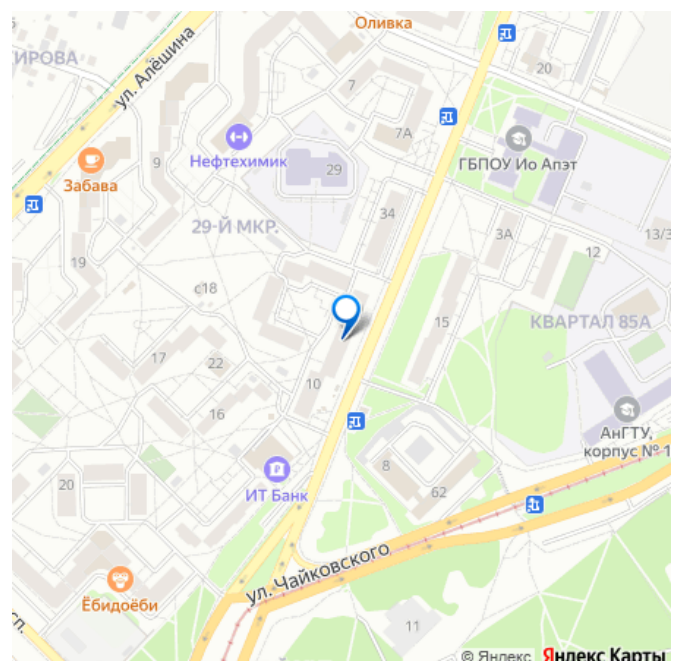 Оливка
ИРОВА
ул. Алёшина
7
20
7А
Нефтехимик
ГБПОУ Ио Апэт
9
Забава
29
34
29-Й МКР.
3А
12
13/3
19
с18
КВАРТАЛ 85А
15
17
22
10
16
АнГТУ,
корпус № 1
8
ИТ Банк
62
20
ул. Чайковского
Ёбидоёби
11
сп.
© Яндекс Яндекс Карты